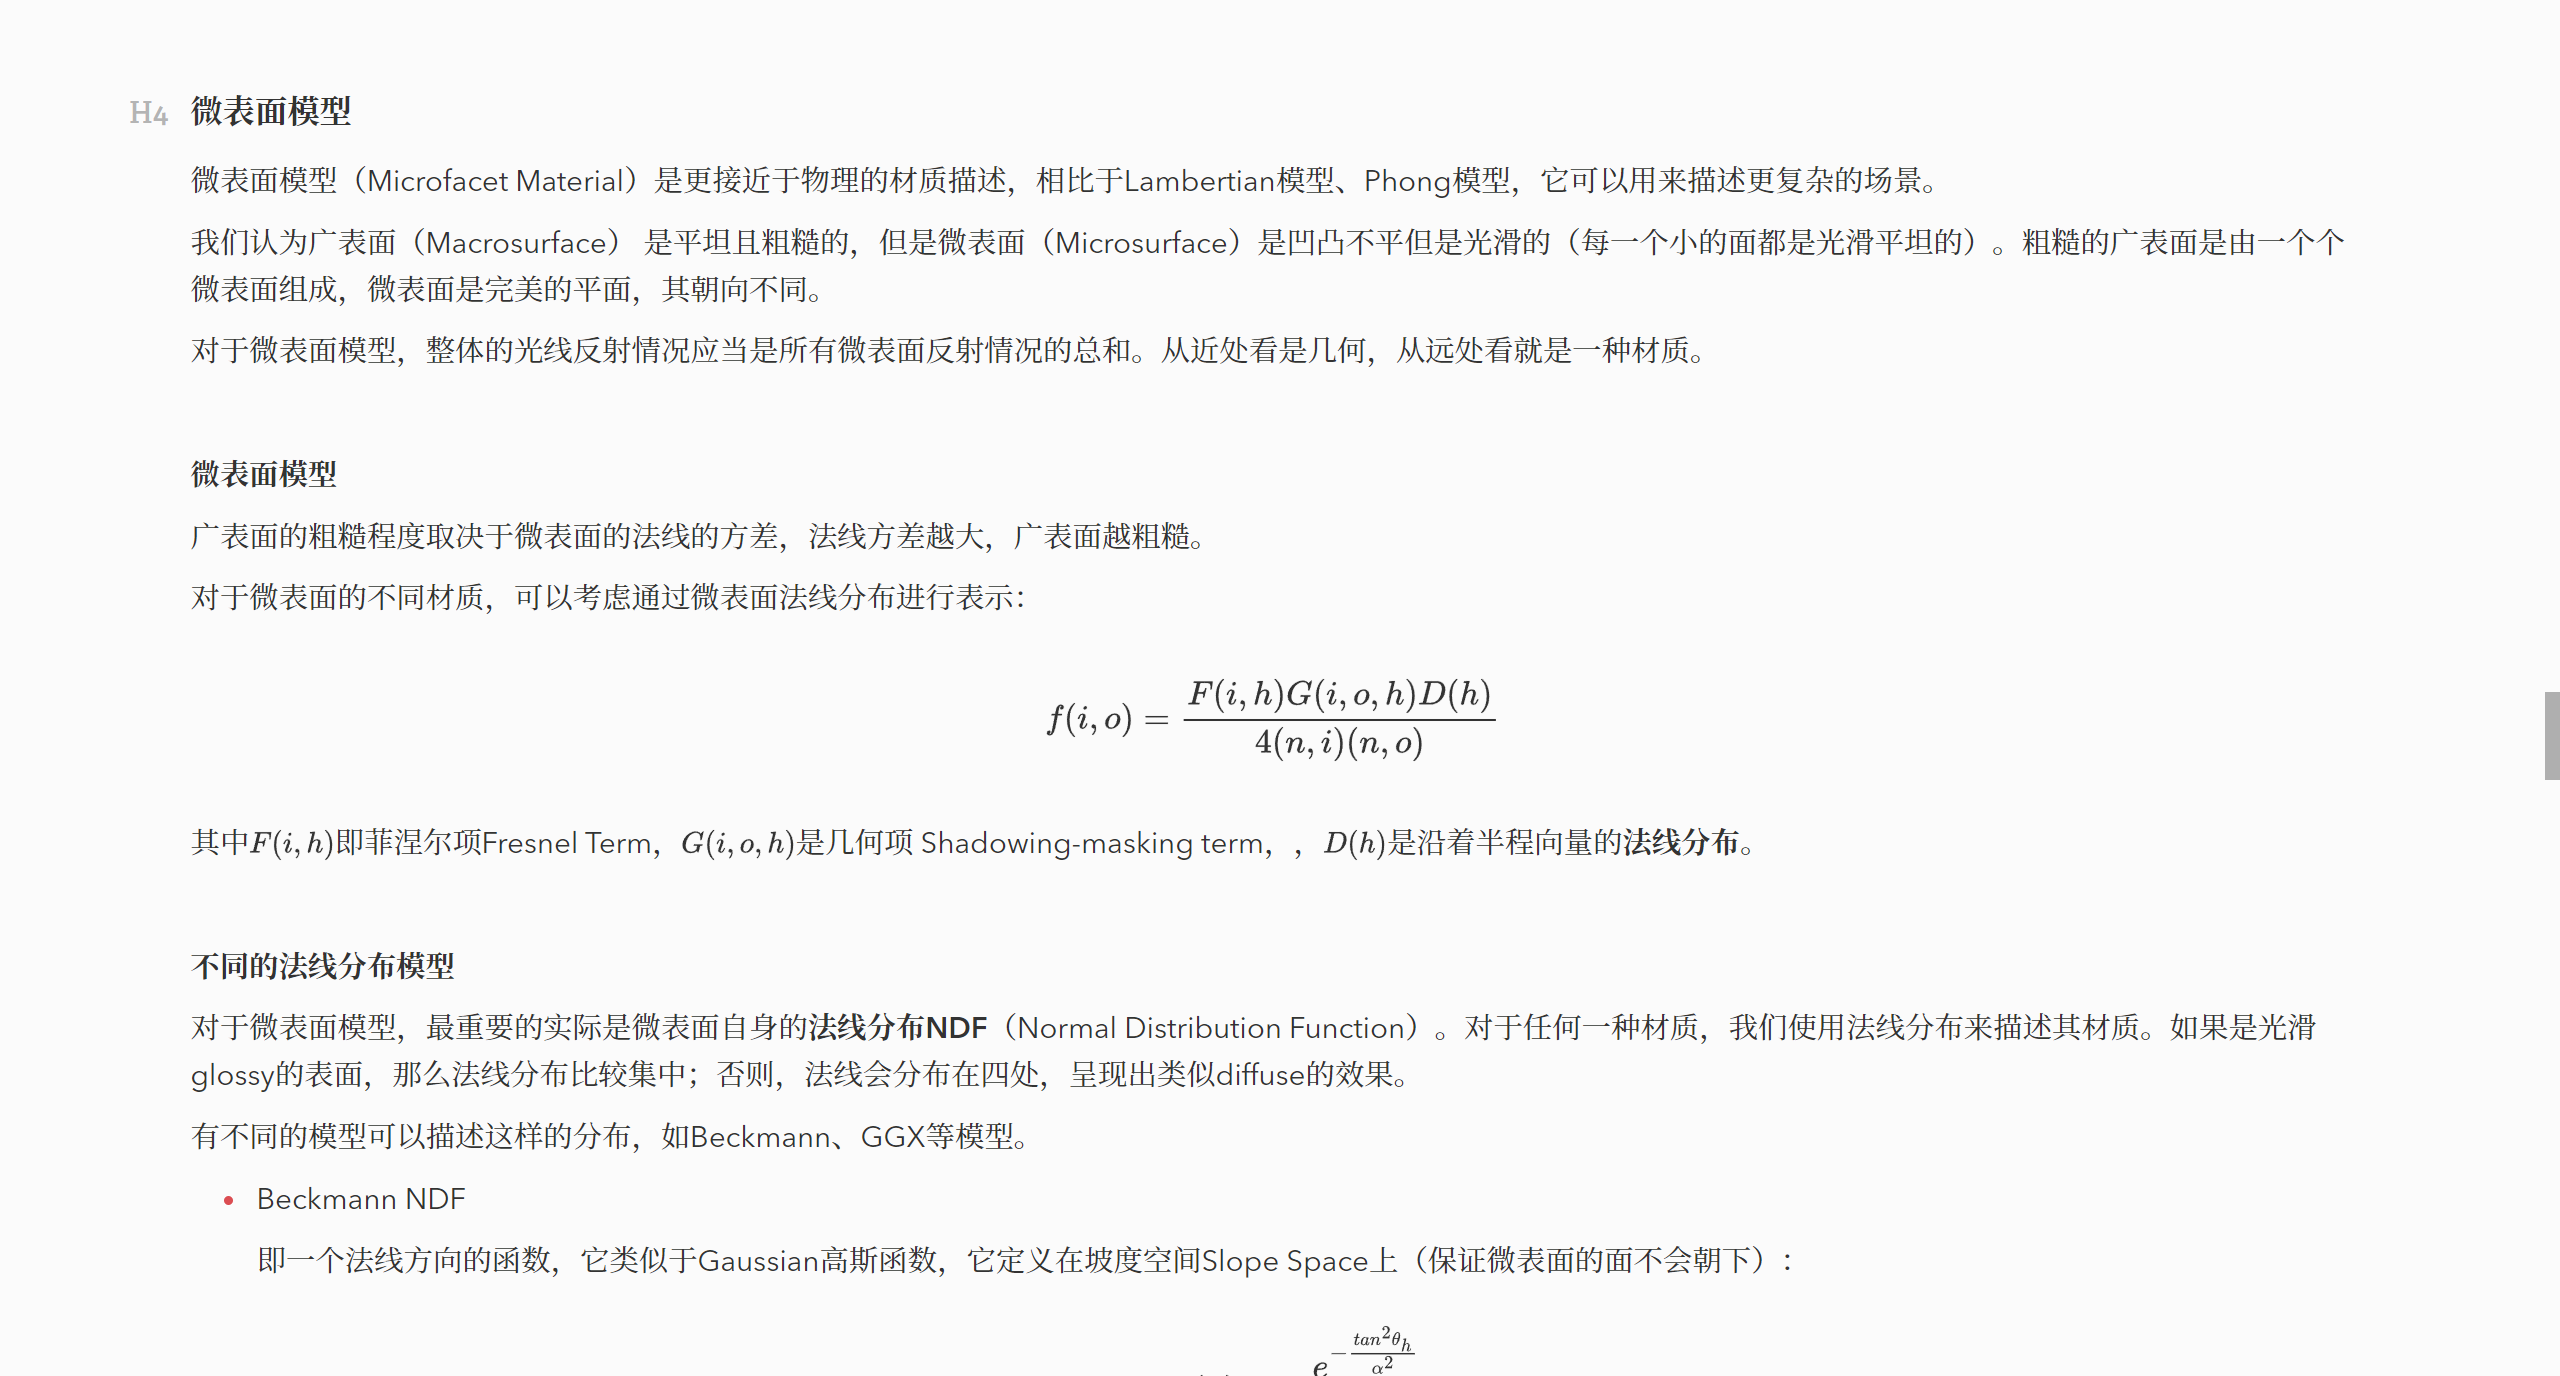 H4 微表面模型
微表面模型（Microfacet Material）是更接近于物理的材质描述，相比于Lambertian模型、Phong模型，它可以用来描述更复杂的场景。
我们认为广表面（Macrosurface） 是平坦且粗糙的，但是微表面（Microsurface）是凹凸不平但是光滑的（每一个小的面都是光滑平坦的）。粗糙的广表面是由一个个
微表面组成，微表面是完美的平面，其朝向不同。
对于微表面模型，整体的光线反射情况应当是所有微表面反射情况的总和。从近处看是几何，从远处看就是一种材质。
微表面模型
广表面的粗糙程度取决于微表面的法线的方差，法线方差越大，广表面越粗糙。
对于微表面的不同材质，可以考虑通过微表面法线分布进行表示：
f(i, o) = \frac{F(i, h)G(i, o, h)D(h)}{4(n, i)(n, o)}
其中F(i, h)即菲涅尔项Fresnel Term，G(i, o, h)是几何项 Shadowing-masking term，，D(h)是沿着半程向量的法线分布。
不同的法线分布模型
对于微表面模型，最重要的实际是微表面自身的法线分布NDF（Normal Distribution Function）。对于任何一种材质，我们使用法线分布来描述其材质。如果是光滑
glossy的表面，那么法线分布比较集中；否则，法线会分布在四处，呈现出类似diffuse的效果。
有不同的模型可以描述这样的分布，如Beckmann、GGX等模型。
• Beckmann NDF
即一个法线方向的函数，它类似于Gaussian高斯函数，它定义在坡度空间Slope Space上（保证微表面的面不会朝下）：
e^{-\frac{tan^2θ_h}{α^2}}